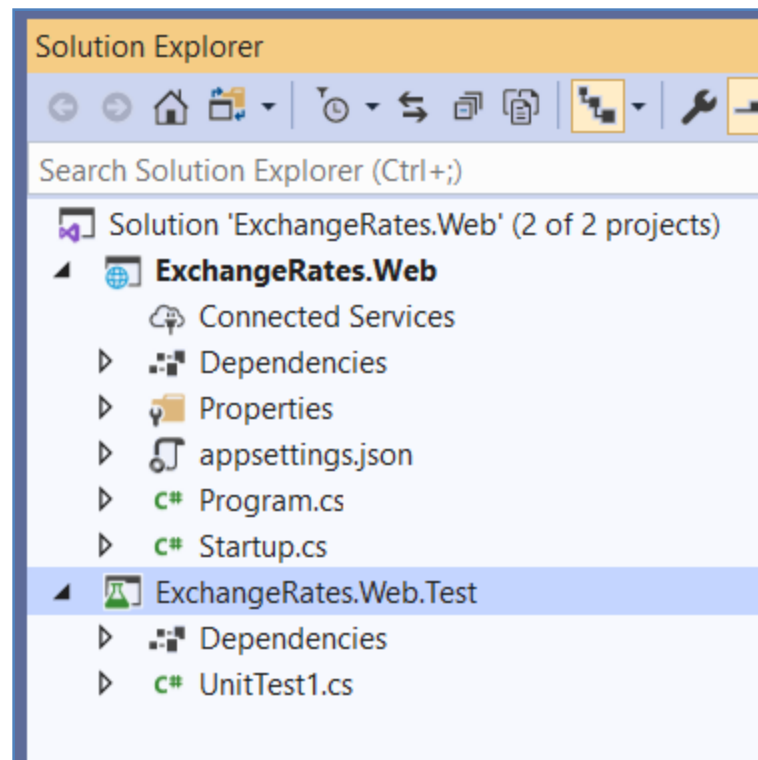 Solution Explorer
Search Solution Explorer (Ctrl+;)
Solution 'ExchangeRates.Web' (2 of 2 projects)
ExchangeRates.Web
Connected Services
Dependencies
Properties
appsettings.json
C# Program.cs
C# Startup.cs
ExchangeRates.Web.Test
Dependencies
C# UnitTest1.cs